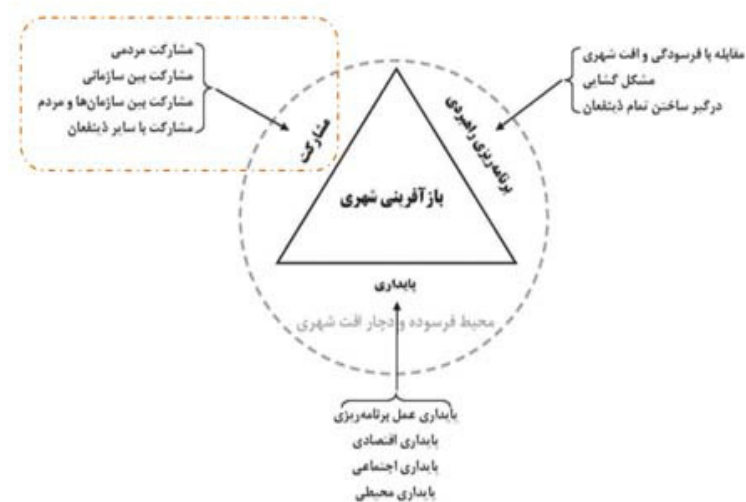 مشارکت مردمی
مشارکت بین سازمانی
مشارکت بین سازمان‌ها و مردم
مشارکت با سایر ذینفعان
مقابله با فرسودگی و افت شهری
مشکل گشایی
درگیر ساختن تمام ذینفعان
مشارکت
برنامه‌ریزی راهبردی
بازآفرینی شهری
پایداری
محیط فرسوده و دچار افت شهری
پایداری عمل برنامه‌ریزی
پایداری اقتصادی
پایداری اجتماعی
پایداری محیطی